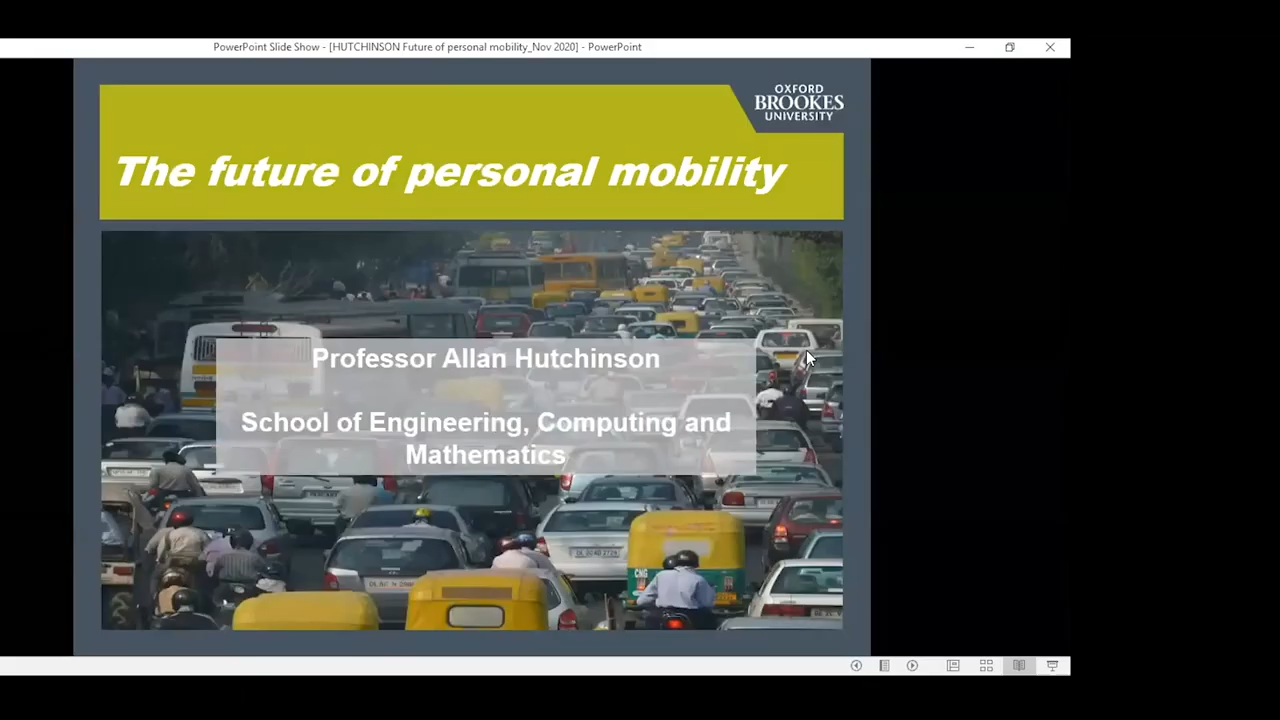 PowerPoint Slide Show - [HUTCHINSON Future of personal mobility_Nov 2020] - PowerPoint
OXFORD
BROOKES
UNIVERSITY
The future of personal mobility
Professor Allan Hutchinson
School of Engineering, Computing and
Mathematics
CNG